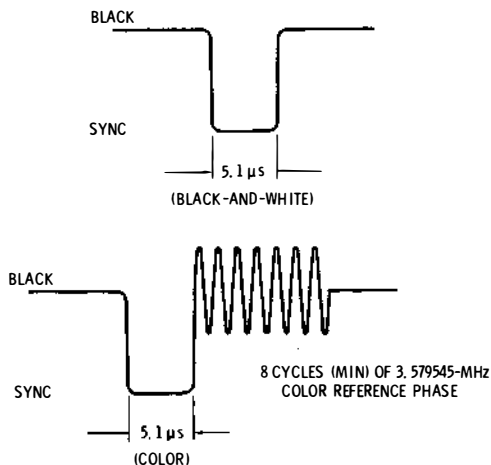 BLACK
SYNC
5.1 µs
(BLACK-AND-WHITE)
BLACK
8 CYCLES (MIN) OF 3.579545-MHz
COLOR REFERENCE PHASE
SYNC
5.1 µs
(COLOR)